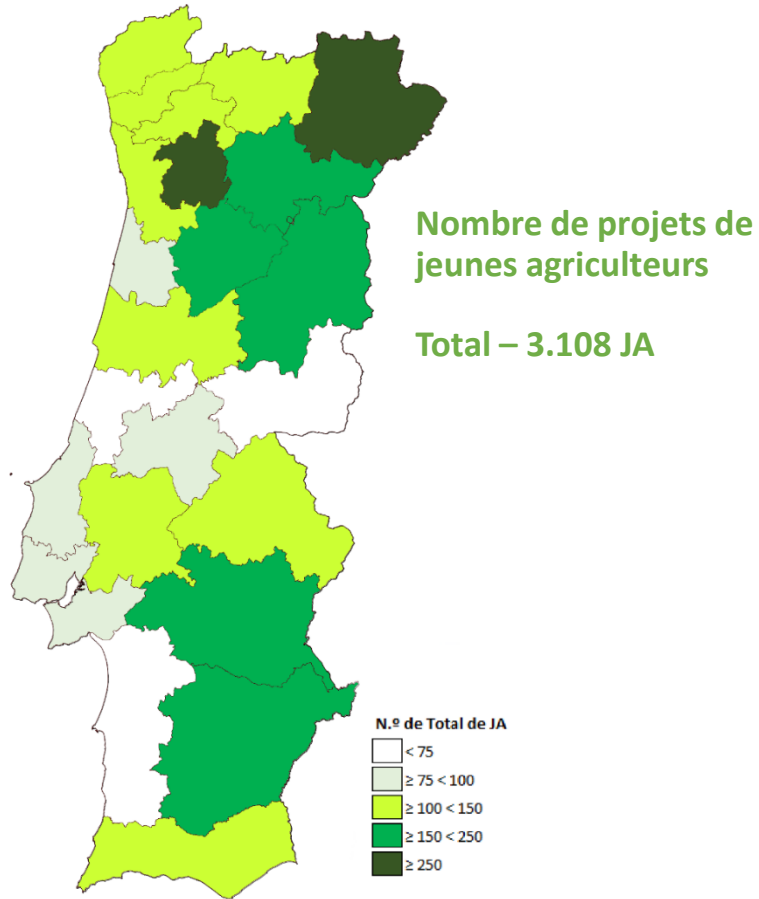 Nombre de projets de
jeunes agriculteurs
Total – 3.108 JA
N.º de Total de JA
< 75
≥ 75 < 100
≥ 100 < 150
≥ 150 < 250
≥ 250